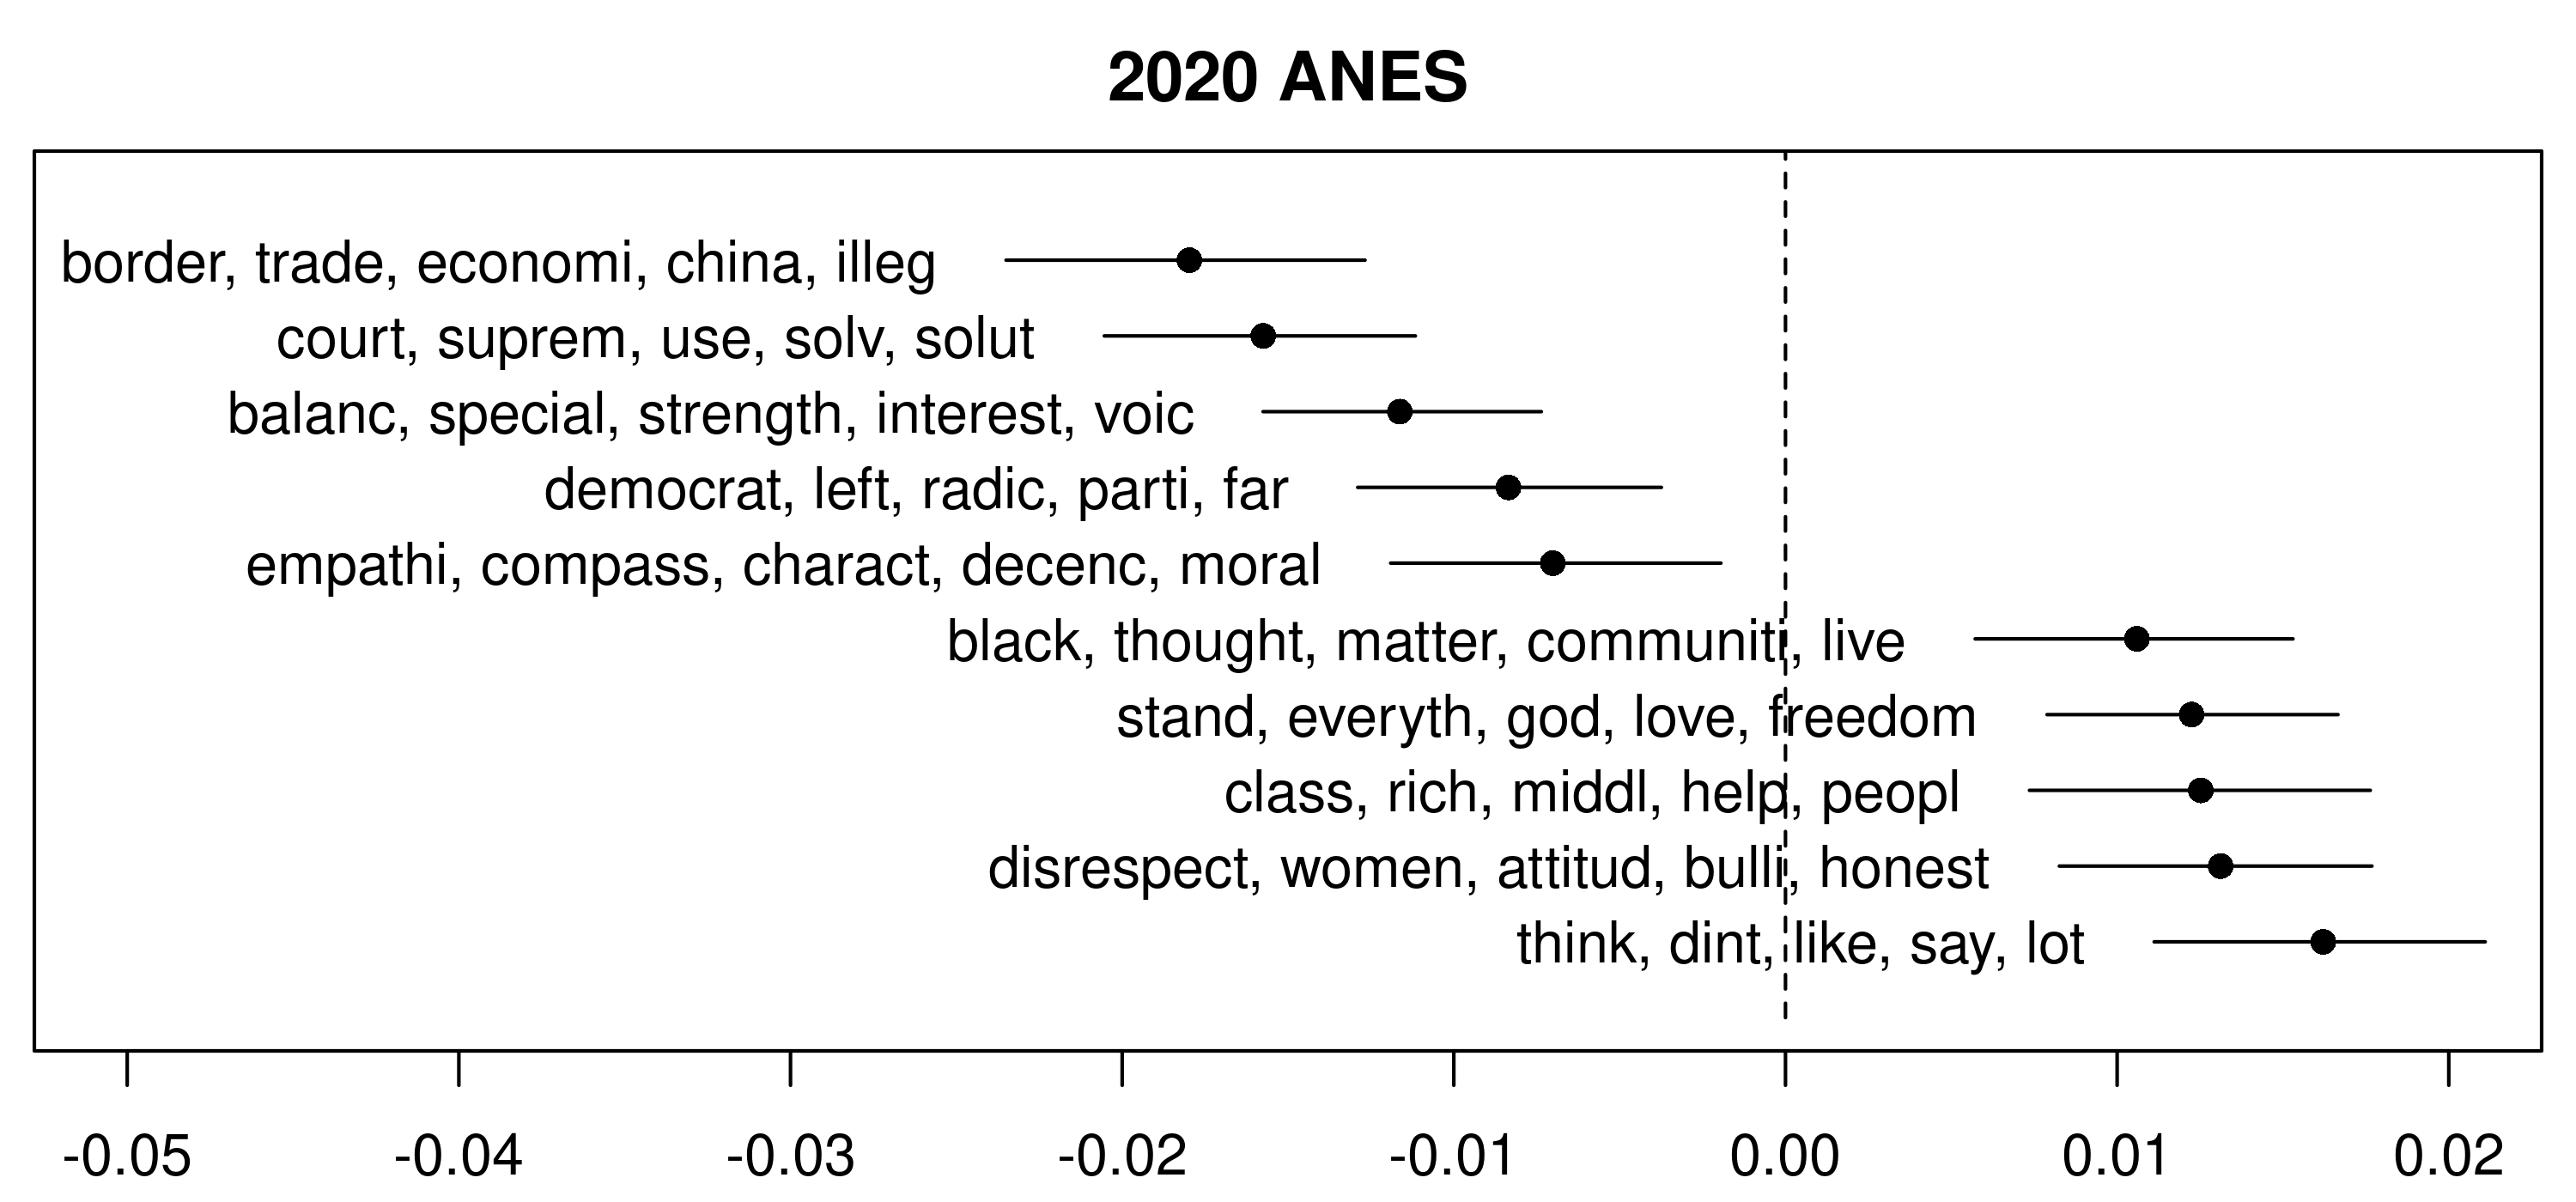 2020 ANES
border, trade, economi, china, illeg
court, suprem, use, solv, solut
balanc, special, strength, interest, voic
democrat, left, radic, parti, far
empathi, compass, charact, decenc, moral
black, thought, matter, communiti, live
stand, everyth, god, love, freedom
class, rich, middl, help, peopl
disrespect, women, attitud, bulli, honest
think, dint, like, say, lot
-0.05 -0.04 -0.03 -0.02 -0.01 0.00 0.01 0.02